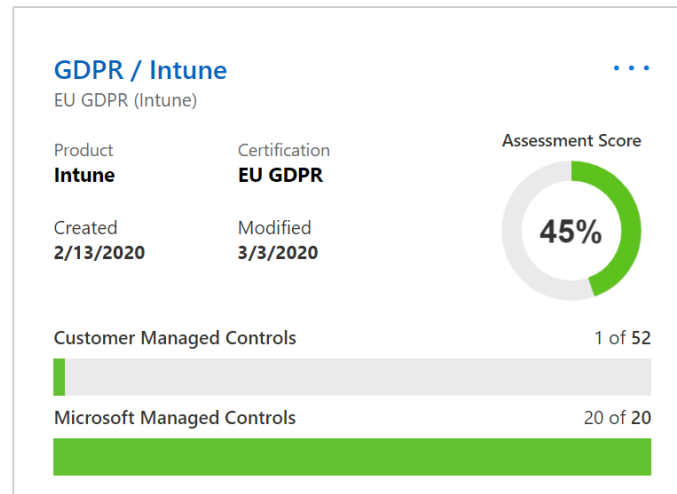 GDPR / Intune
...
EU GDPR (Intune)
Product
Intune
Certification
EU GDPR
Created
2/13/2020
Modified
3/3/2020
Assessment Score
45%
Customer Managed Controls 1 of 52
Microsoft Managed Controls 20 of 20